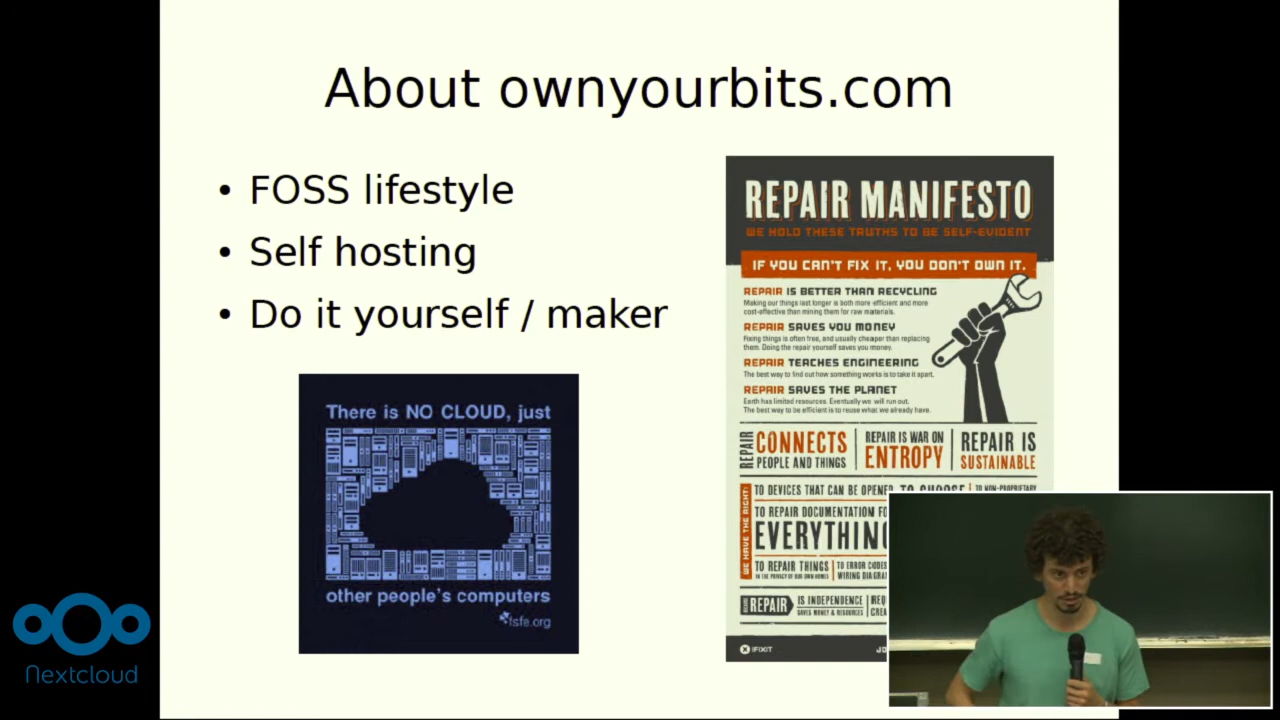 About ownyourbits.com
• FOSS lifestyle
• Self hosting
• Do it yourself / maker
There is NO CLOUD, just
other people's computers
fsfe.org
REPAIR MANIFESTO
WE HOLD THESE TRUTHS TO BE SELF-EVIDENT
IF YOU CAN'T FIX IT, YOU DON'T OWN IT.
REPAIR IS BETTER THAN RECYCLING
Making our things last longer is both more efficient and more
cost-effective than mining them for raw materials.
REPAIR SAVES YOU MONEY
Fixing things is often free, and usually cheaper than replacing
them. Doing the repair yourself saves you money.
REPAIR TEACHES ENGINEERING
The best way to find out how something works is to take it apart.
REPAIR SAVES THE PLANET
Earth has limited resources. Eventually we will run out.
The best way to be efficient is to reuse what we already have.
REPAIR CONNECTS
PEOPLE AND THINGS
REPAIR IS WAR ON
ENTROPY
REPAIR IS
SUSTAINABLE
WE HAVE THE RIGHT:
TO DEVICES THAT CAN BE OPENED
TO CHOOSE
TO NON-PROPRIETARY
TO REPAIR DOCUMENTATION
EVERYTHIN
TO REPAIR THINGS
IN THE PRIVACY OF OUR OWN HOMES
TO ERROR CODES
WIRING DIAGRA
REPAIR
IS INDEPENDENCE
SAVES MONEY & RESOURCES
IFIXIT
Nextcloud